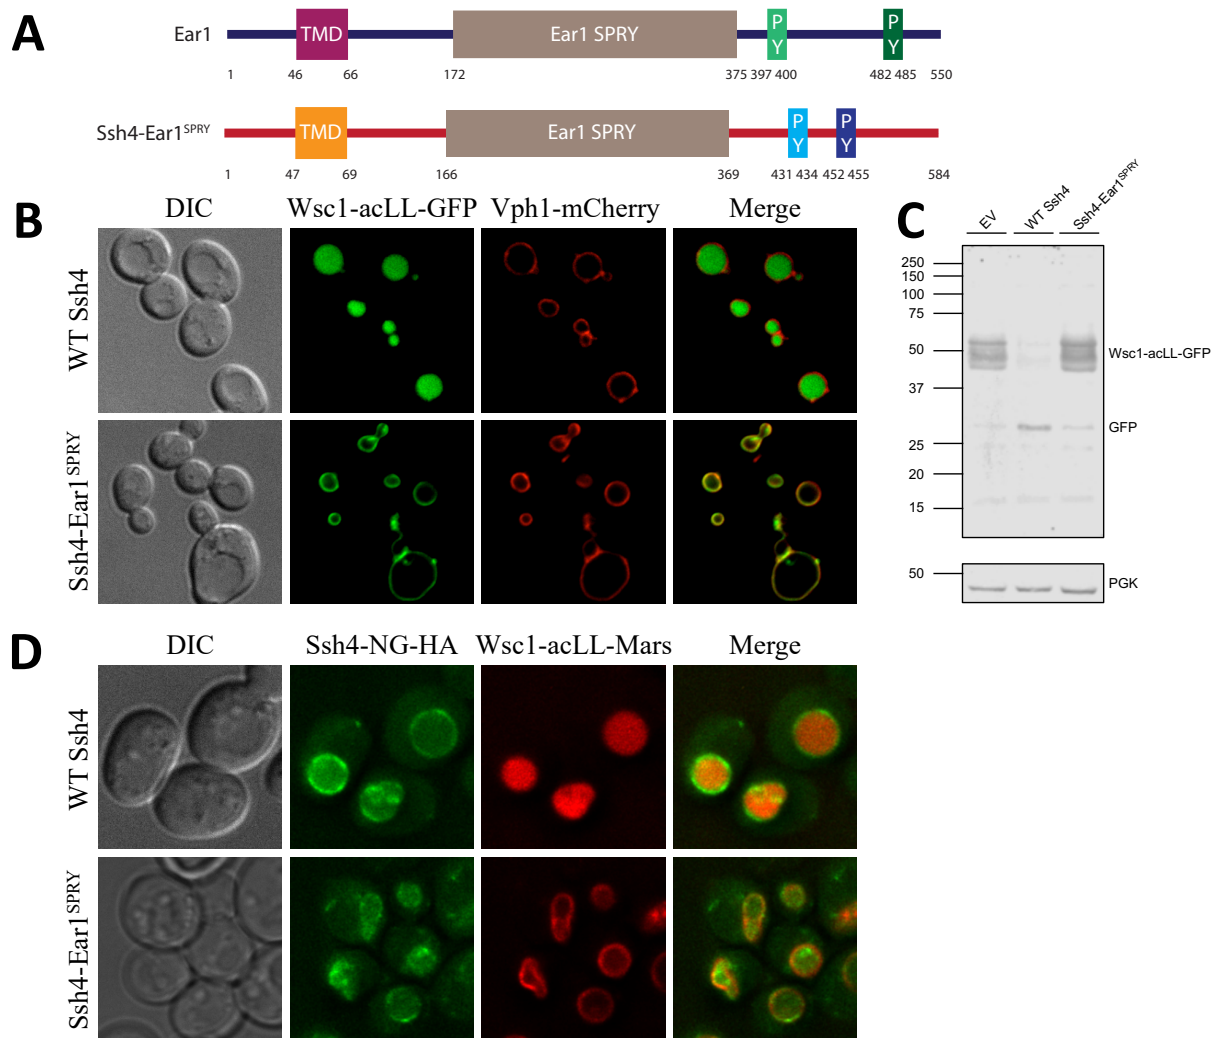 A
Ear1
TMD
Ear1 SPRY
P
Y
P
Y
1
46
66
172
375
397
400
482
485
550
Ssh4-Ear1SPRY
TMD
Ear1 SPRY
P
Y
P
Y
1
47
69
166
369
431
434
452
455
584
B
DIC
Wsc1-acLL-GFP
Vph1-mCherry
Merge
WT Ssh4
Ssh4-Ear1SPRY
C
EV
WT Ssh4
Ssh4-Ear1SPRY
250
150
100
75
50
37
25
20
15
Wsc1-acLL-GFP
GFP
50
PGK
D
DIC
Ssh4-NG-HA
Wsc1-acLL-Mars
Merge
WT Ssh4
Ssh4-Ear1SPRY